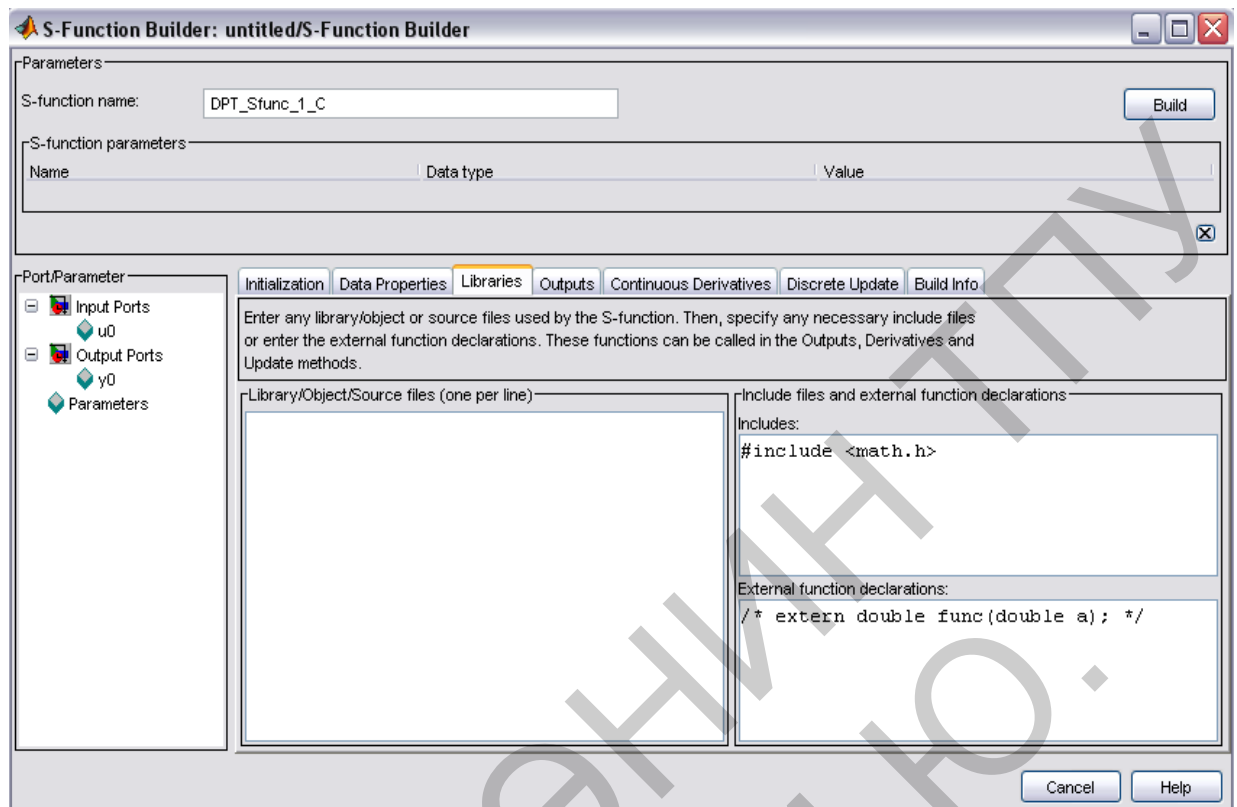 S-Function Builder: untitled/S-Function Builder
Parameters
S-function name: DPT_Sfunc_1_C Build
S-function parameters
Name Data type Value
Port/Parameter
Input Ports
u0
Output Ports
y0
Parameters
Initialization Data Properties Libraries Outputs Continuous Derivatives Discrete Update Build Info
Enter any library/object or source files used by the S-function. Then, specify any necessary include files
or enter the external function declarations. These functions can be called in the Outputs, Derivatives and
Update methods.
Library/Object/Source files (one per line)
Include files and external function declarations
Includes:
#include <math.h>
External function declarations:
/* extern double func(double a); */
Cancel Help
ТПУ
Ю.